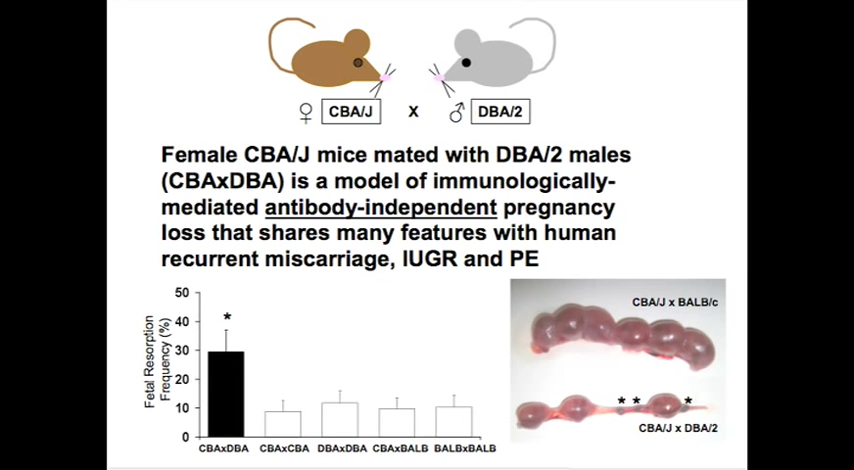 ♀ CBA/J X ♂ DBA/2
Female CBA/J mice mated with DBA/2 males
(CBAxDBA) is a model of immunologically-
mediated antibody-independent pregnancy
loss that shares many features with human
recurrent miscarriage, IUGR and PE
Fetal Resorption
Frequency (%)
50
40
30
20
10
0
*
CBAxDBA CBAxCBA DBAxDBA CBAxBALB BALBxBALB
CBA/J x BALB/c
* * *
CBA/J x DBA/2